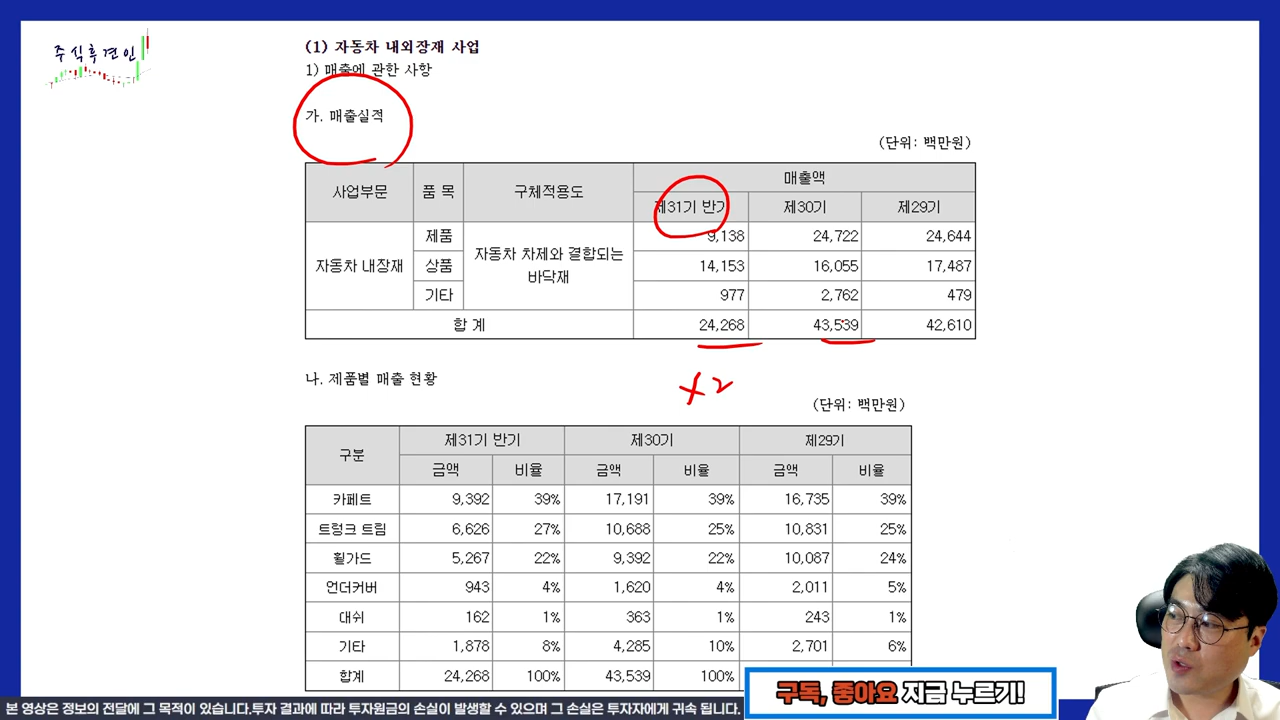 주식후견인
(1) 자동차 내외장재 사업
1) 매출에 관한 사항
가. 매출실적
(단위: 백만원)
사업부문 품 목 구체적용도 매출액
제31기 반기 제30기 제29기
자동차 내장재 제품 자동차 차체와 결합되는 바닥재 9,138 24,722 24,644
상품 14,153 16,055 17,487
기타 977 2,762 479
합 계 24,268 43,539 42,610
×2
나. 제품별 매출 현황
(단위: 백만원)
구분 제31기 반기 제30기 제29기
금액 비율 금액 비율 금액 비율
카페트 9,392 39% 17,191 39% 16,735 39%
트렁크 트림 6,626 27% 10,688 25% 10,831 25%
휠가드 5,267 22% 9,392 22% 10,087 24%
언더커버 943 4% 1,620 4% 2,011 5%
대쉬 162 1% 363 1% 243 1%
기타 1,878 8% 4,285 10% 2,701 6%
합계 24,268 100% 43,539 100%
구독, 좋아요 지금 누르기!
본 영상은 정보의 전달에 그 목적이 있습니다.투자 결과에 따라 투자원금의 손실이 발생할 수 있으며 그 손실은 투자자에게 귀속 됩니다.